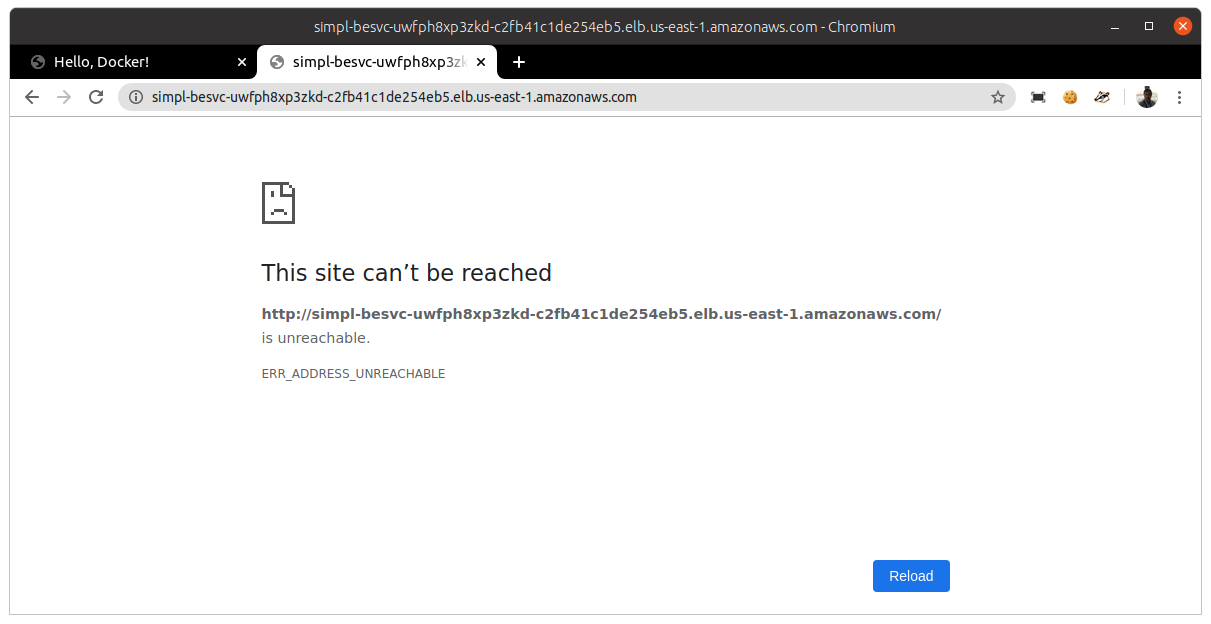 simpl-besvc-uwfph8xp3zkd-c2fb41c1de254eb5.elb.us-east-1.amazonaws.com - Chromium
Hello, Docker!
simpl-besvc-uwfph8xp3zk
simpl-besvc-uwfph8xp3zkd-c2fb41c1de254eb5.elb.us-east-1.amazonaws.com
This site can’t be reached
http://simpl-besvc-uwfph8xp3zkd-c2fb41c1de254eb5.elb.us-east-1.amazonaws.com/
is unreachable.
ERR_ADDRESS_UNREACHABLE
Reload